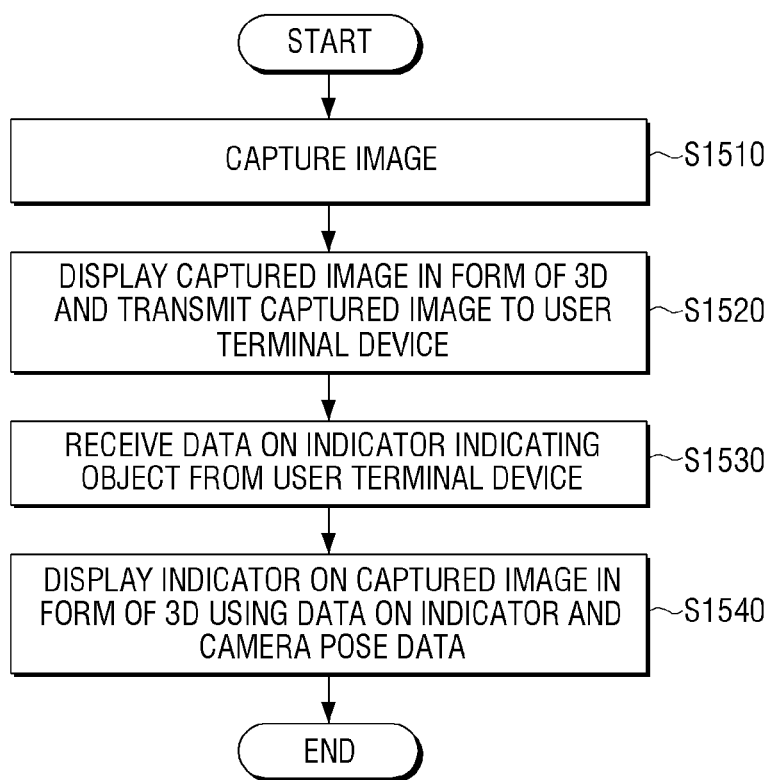 START
CAPTURE IMAGE
S1510
DISPLAY CAPTURED IMAGE IN FORM OF 3D
AND TRANSMIT CAPTURED IMAGE TO USER
TERMINAL DEVICE
S1520
RECEIVE DATA ON INDICATOR INDICATING
OBJECT FROM USER TERMINAL DEVICE
S1530
DISPLAY INDICATOR ON CAPTURED IMAGE IN
FORM OF 3D USING DATA ON INDICATOR AND
CAMERA POSE DATA
S1540
END